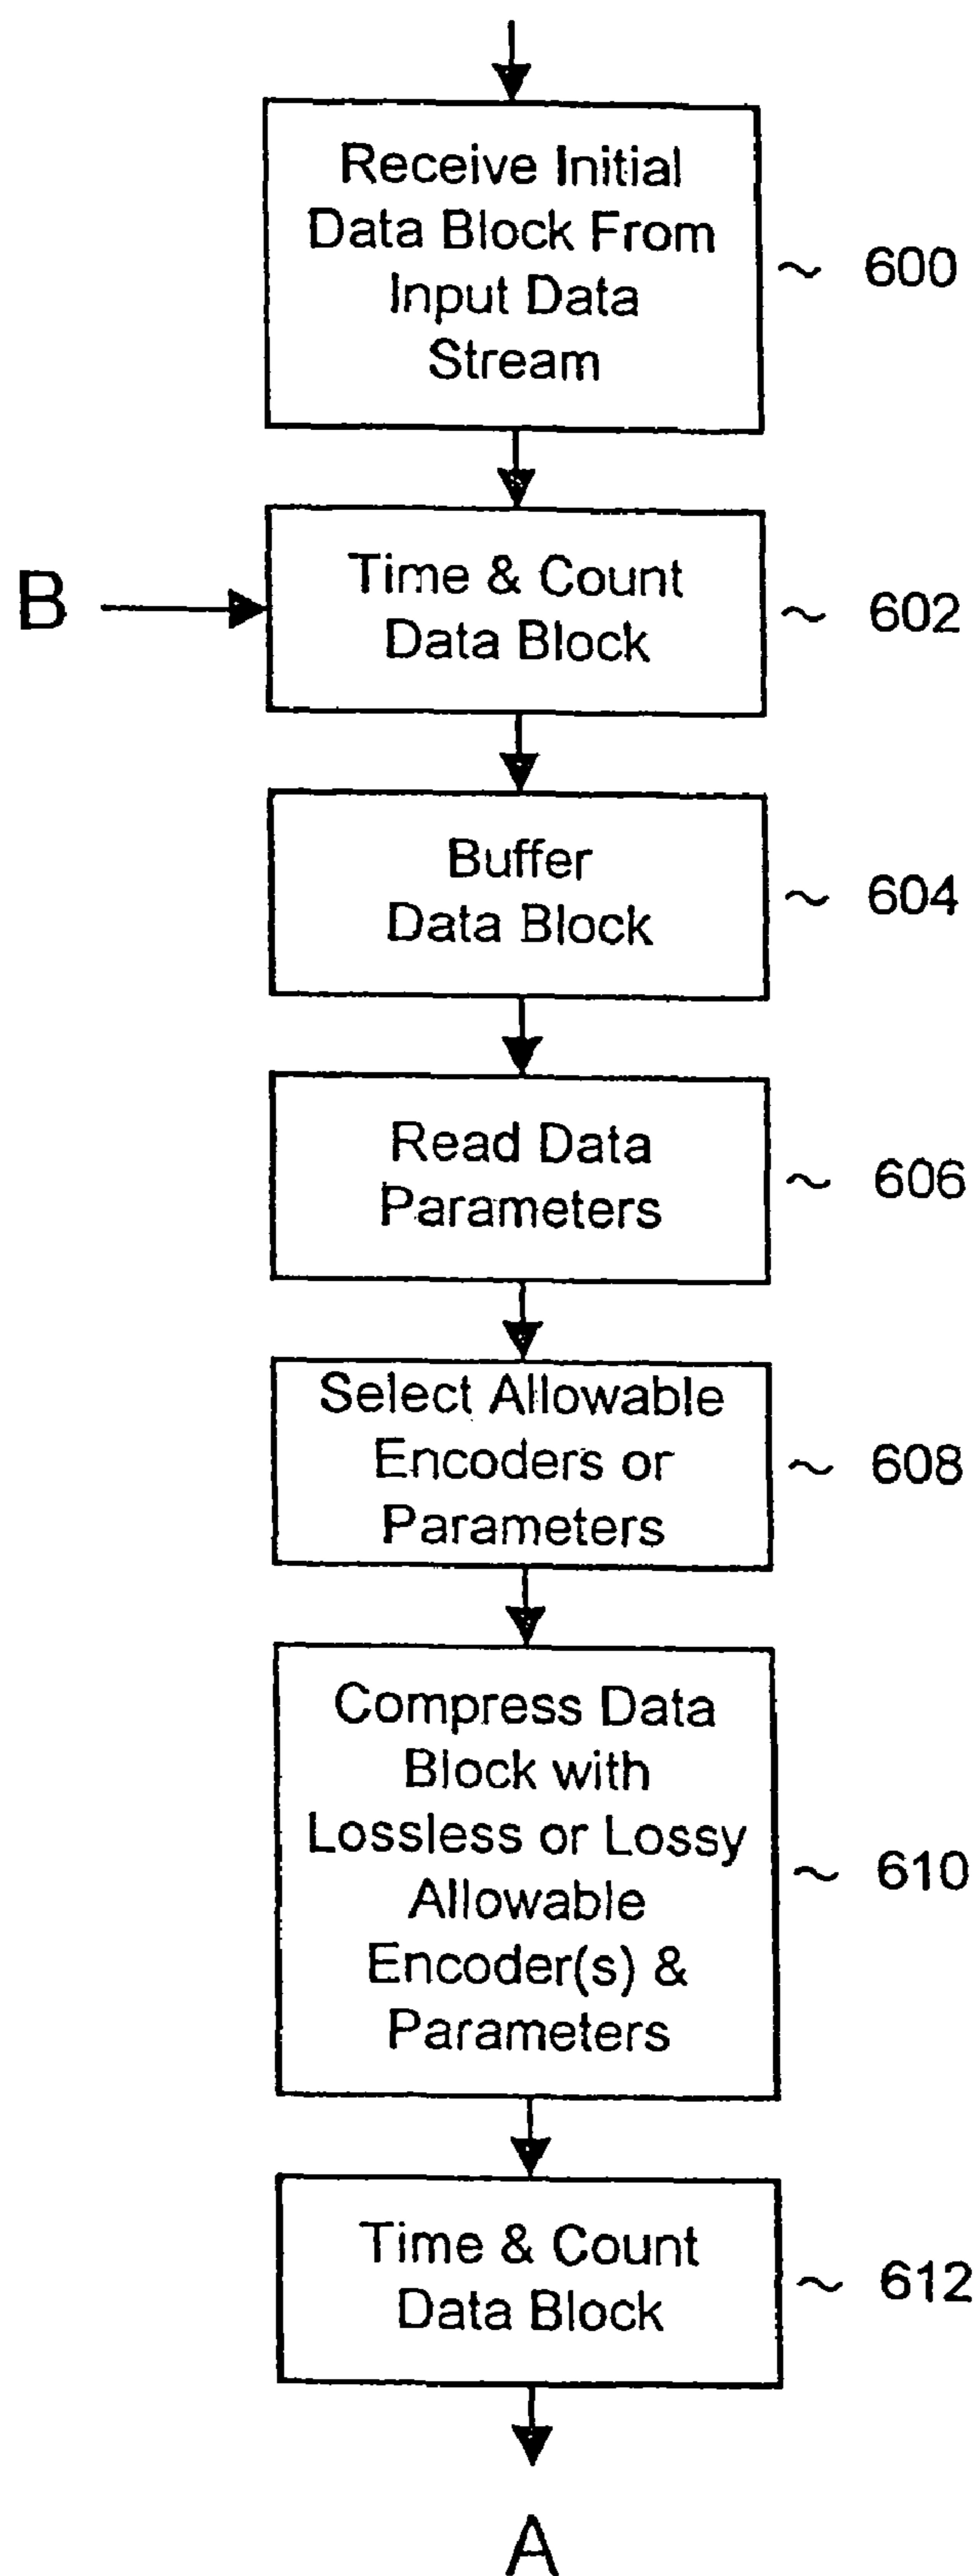 Receive Initial
Data Block From
Input Data
Stream
~ 600
B
Time & Count
Data Block
~ 602
Buffer
Data Block
~ 604
Read Data
Parameters
~ 606
Select Allowable
Encoders or
Parameters
~ 608
Compress Data
Block with
Lossless or Lossy
Allowable
Encoder(s) &
Parameters
~ 610
Time & Count
Data Block
~ 612
A